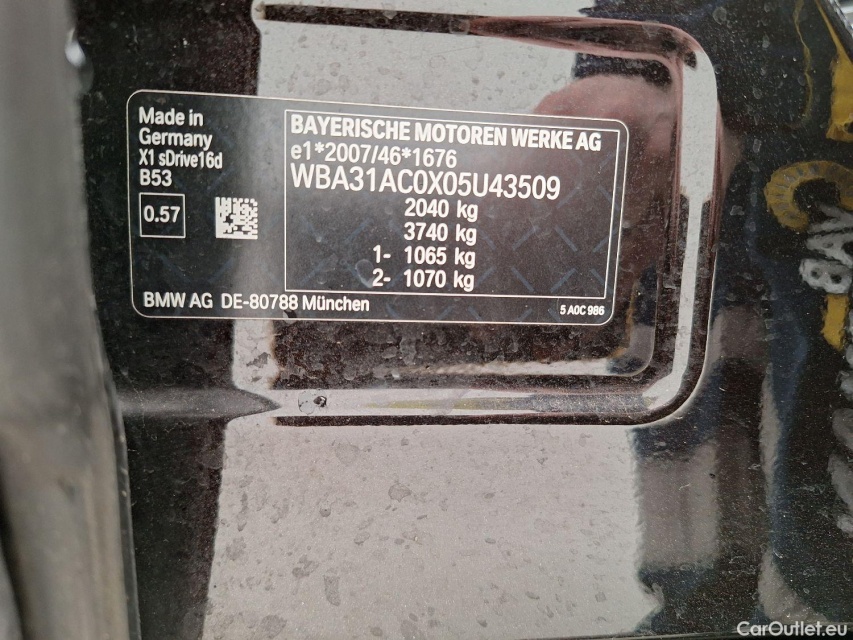 Made in
Germany
X1 sDrive16d
B53
0.57
BAYERISCHE MOTOREN WERKE AG
e1*2007/46*1676
WBA31AC0X05U43509
2040 kg
3740 kg
1- 1065 kg
2- 1070 kg
BMW AG DE-80788 München
5 A0C 986
CarOutlet.eu